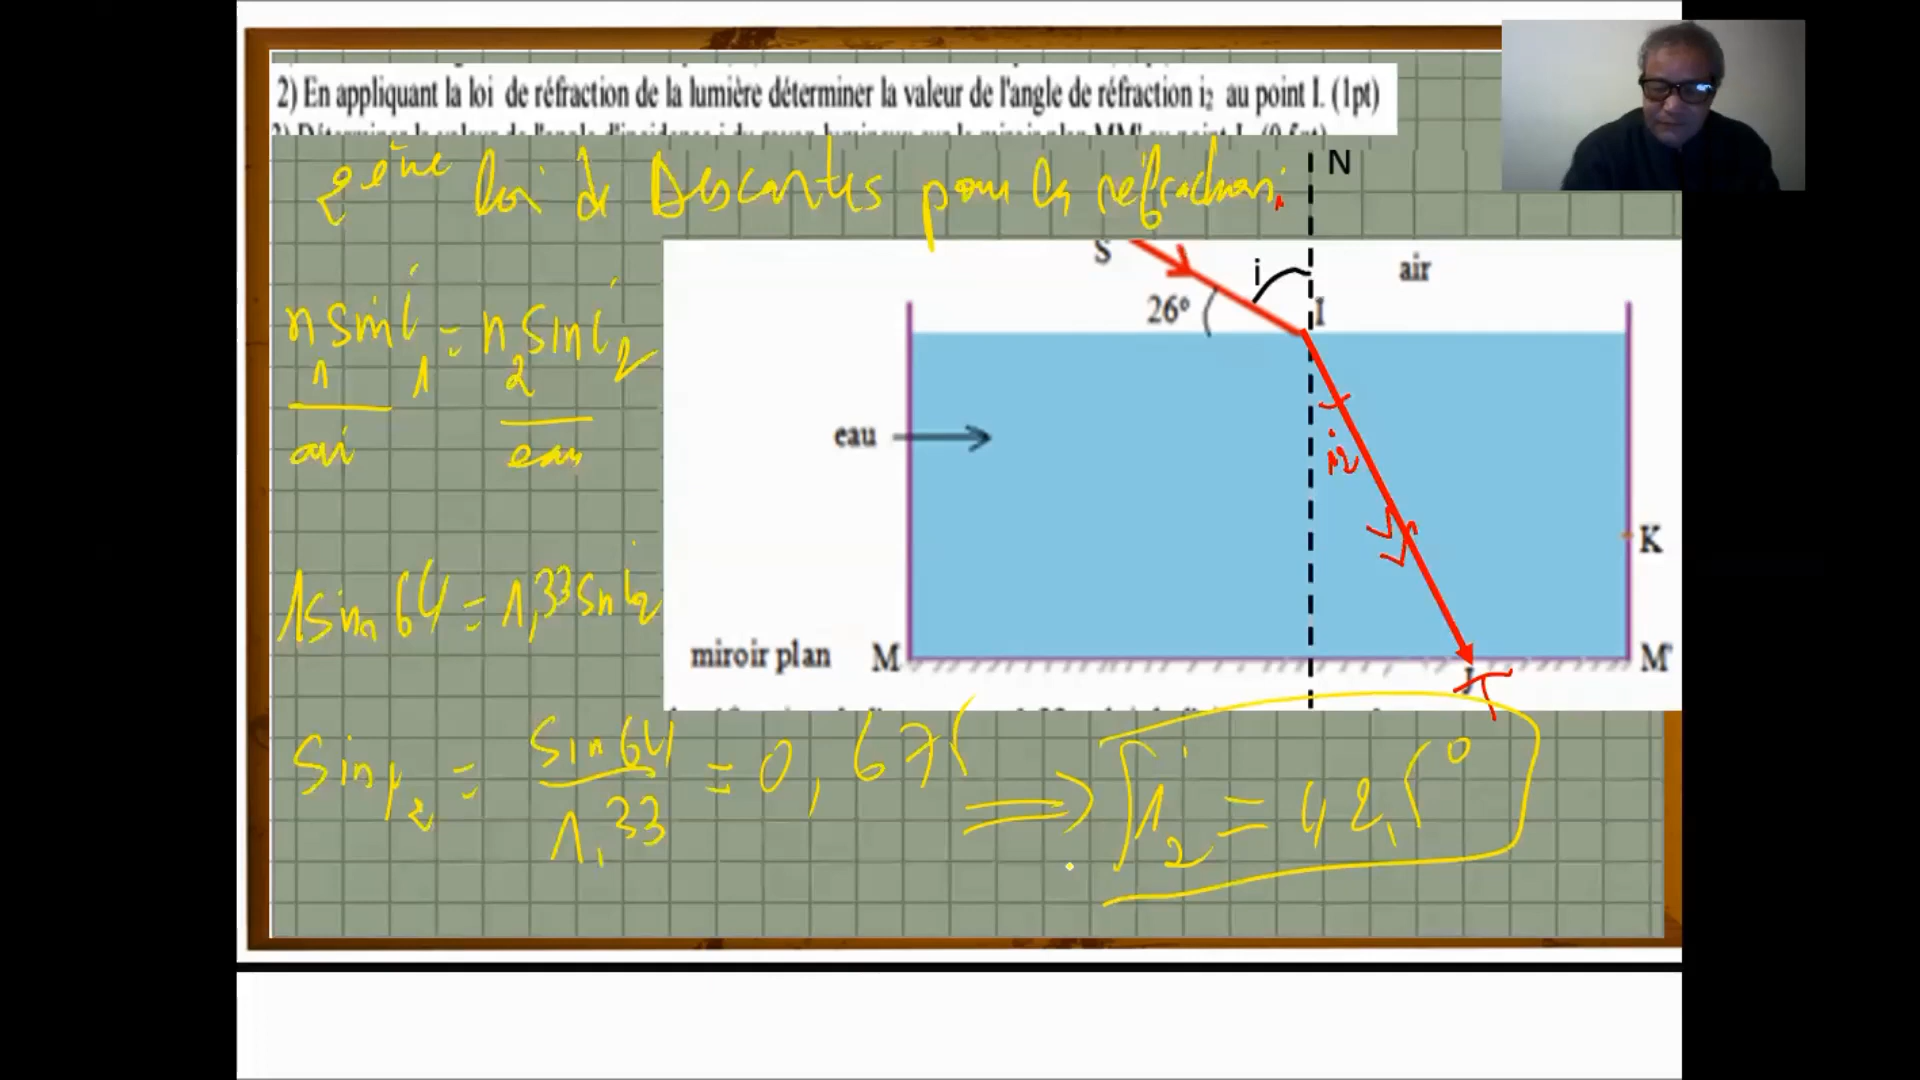 2) En appliquant la loi de réfraction de la lumière déterminer la valeur de l'angle de réfraction i₂ au point I. (1pt)
2ème loi de Descartes pour la réfraction.
N
S
i
air
26°
I
n₁ sin i₁ = n₂ sin i₂
air
eau
eau
i₂
K
1 sin 64 = 1,33 sin i₂
miroir plan
M
M'
J
sin i₂ = sin 64 / 1,33 = 0,675 ⟹ i₂ = 42,5°